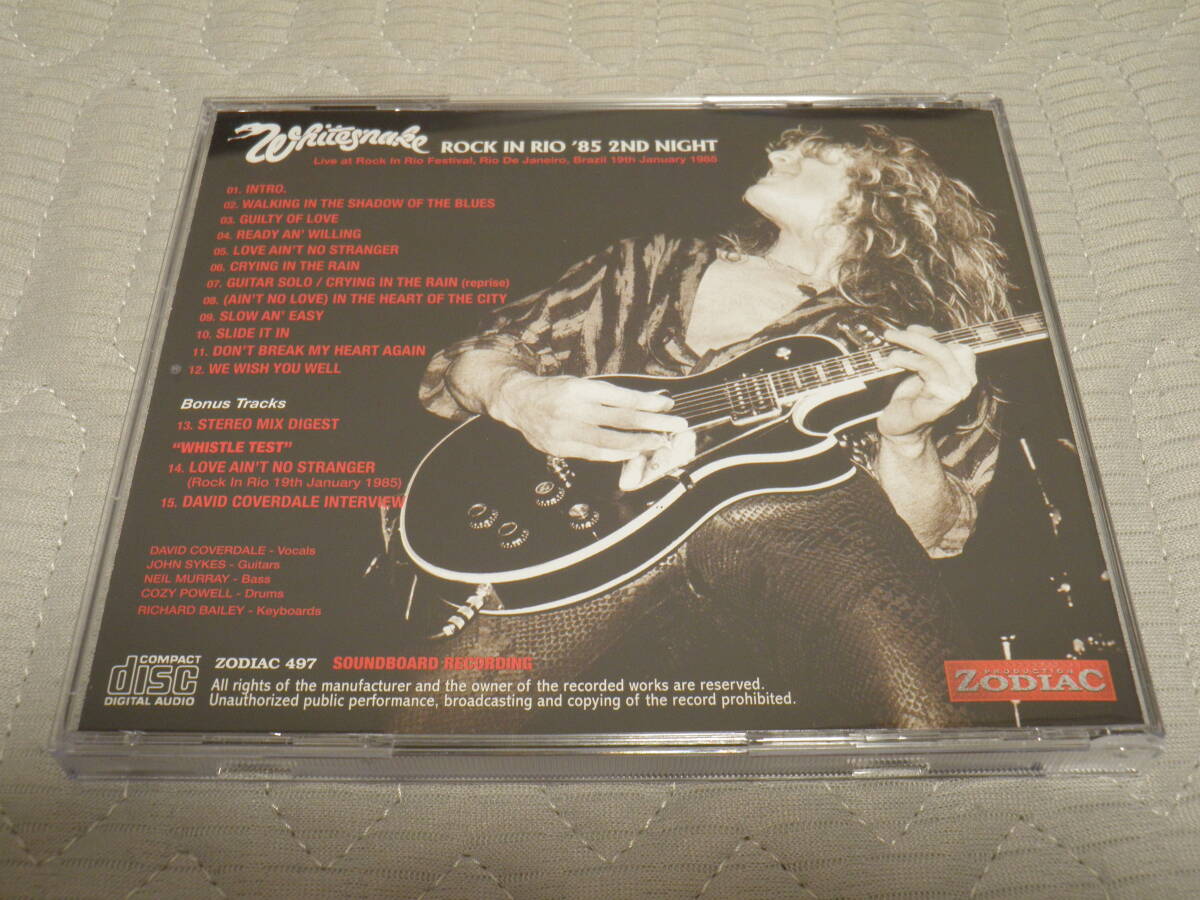 Whitesnake ROCK IN RIO '85 2ND NIGHT
Live at Rock In Rio Festival, Rio De Janeiro, Brazil 19th January 1985
01. INTRO.
02. WALKING IN THE SHADOW OF THE BLUES
03. GUILTY OF LOVE
04. READY AN' WILLING
05. LOVE AIN'T NO STRANGER
06. CRYING IN THE RAIN
07. GUITAR SOLO / CRYING IN THE RAIN (reprise)
08. (AIN'T NO LOVE) IN THE HEART OF THE CITY
09. SLOW AN' EASY
10. SLIDE IT IN
11. DON'T BREAK MY HEART AGAIN
12. WE WISH YOU WELL
Bonus Tracks
13. STEREO MIX DIGEST
"WHISTLE TEST"
14. LOVE AIN'T NO STRANGER
(Rock In Rio 19th January 1985)
15. DAVID COVERDALE INTERVIEW
DAVID COVERDALE - Vocals
JOHN SYKES - Guitars
NEIL MURRAY - Bass
COZY POWELL - Drums
RICHARD BAILEY - Keyboards
COMPACT
disc
DIGITAL AUDIO
ZODIAC 497 SOUNDBOARD RECORDING
All rights of the manufacturer and the owner of the recorded works are reserved.
Unauthorized public performance, broadcasting and copying of the record prohibited.
PRODUCTION
ZODIAC